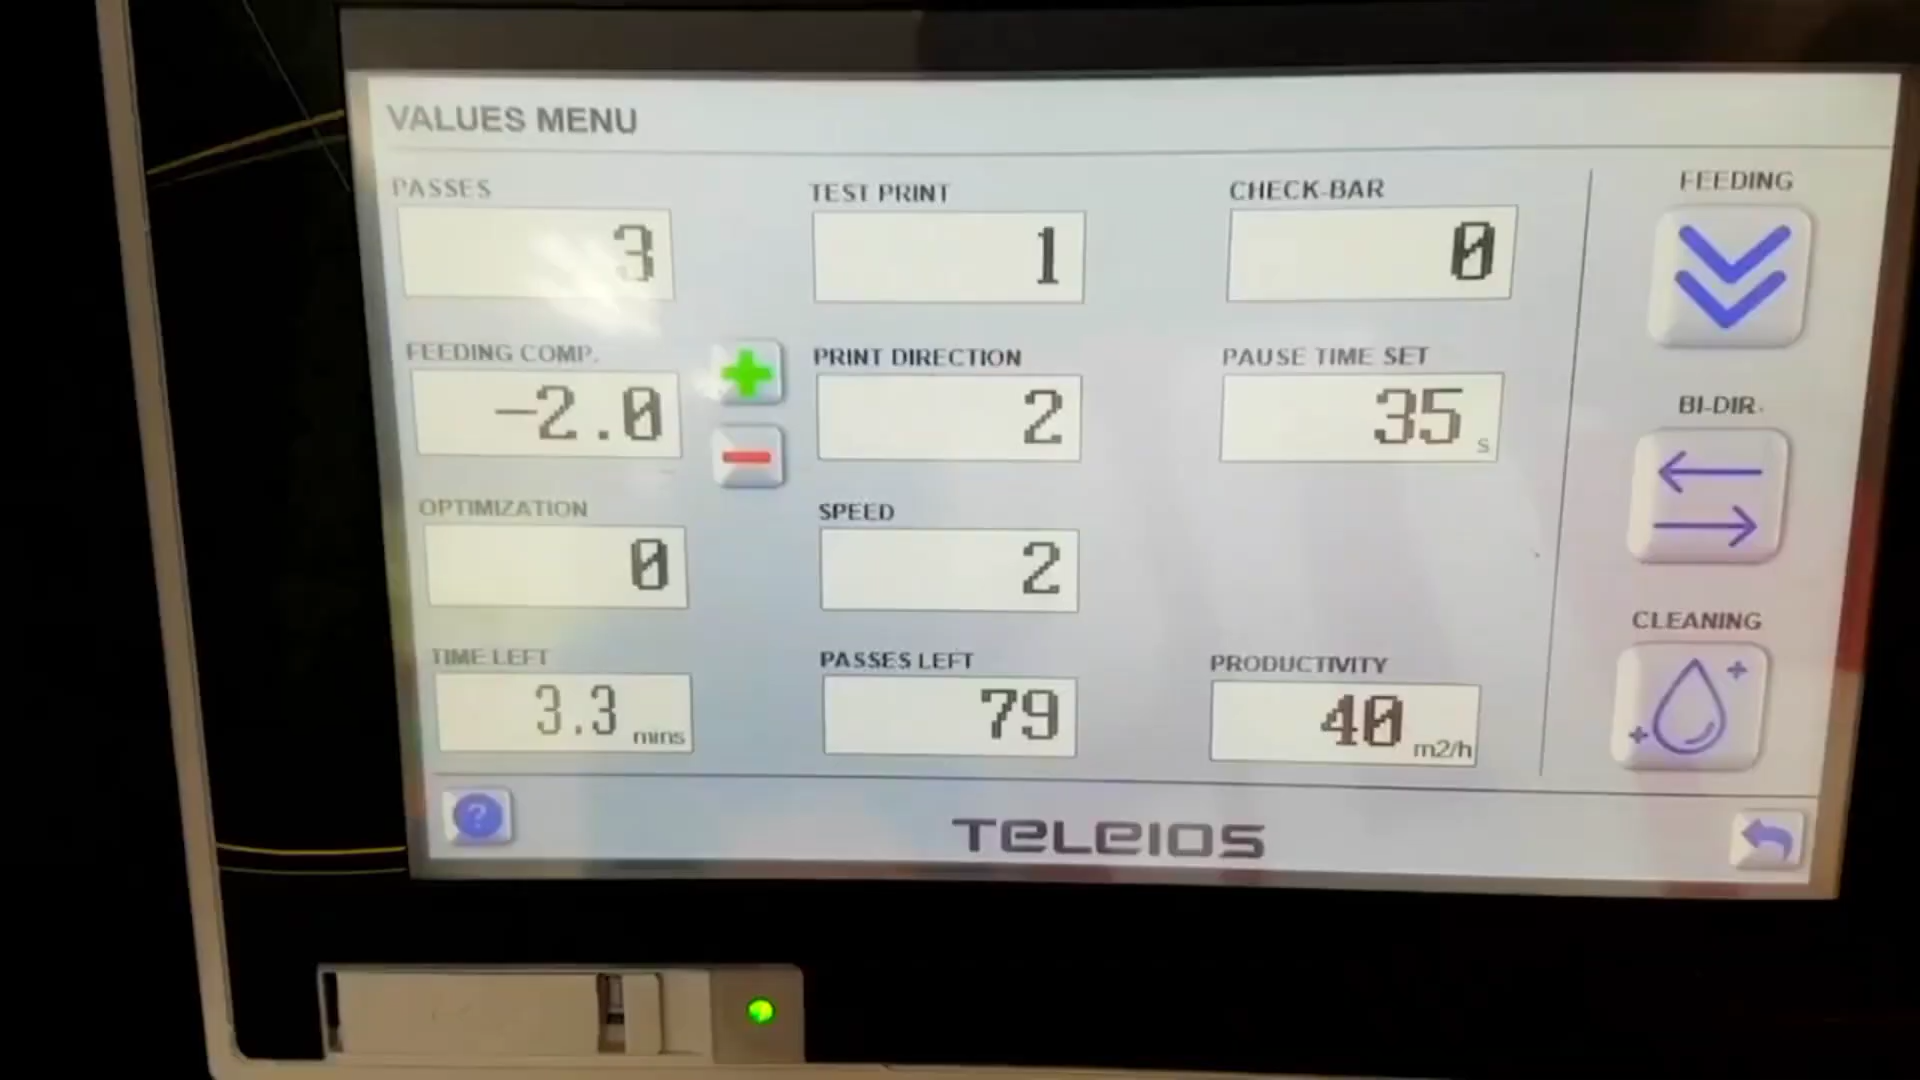 VALUES MENU
PASSES
3
TEST PRINT
1
CHECK-BAR
0
FEEDING
FEEDING COMP.
-2.0
PRINT DIRECTION
2
PAUSE TIME SET
35 s
BI-DIR.
OPTIMIZATION
0
SPEED
2
TIME LEFT
3.3 mins
PASSES LEFT
79
PRODUCTIVITY
40 m2/h
CLEANING
?
TELEIOS